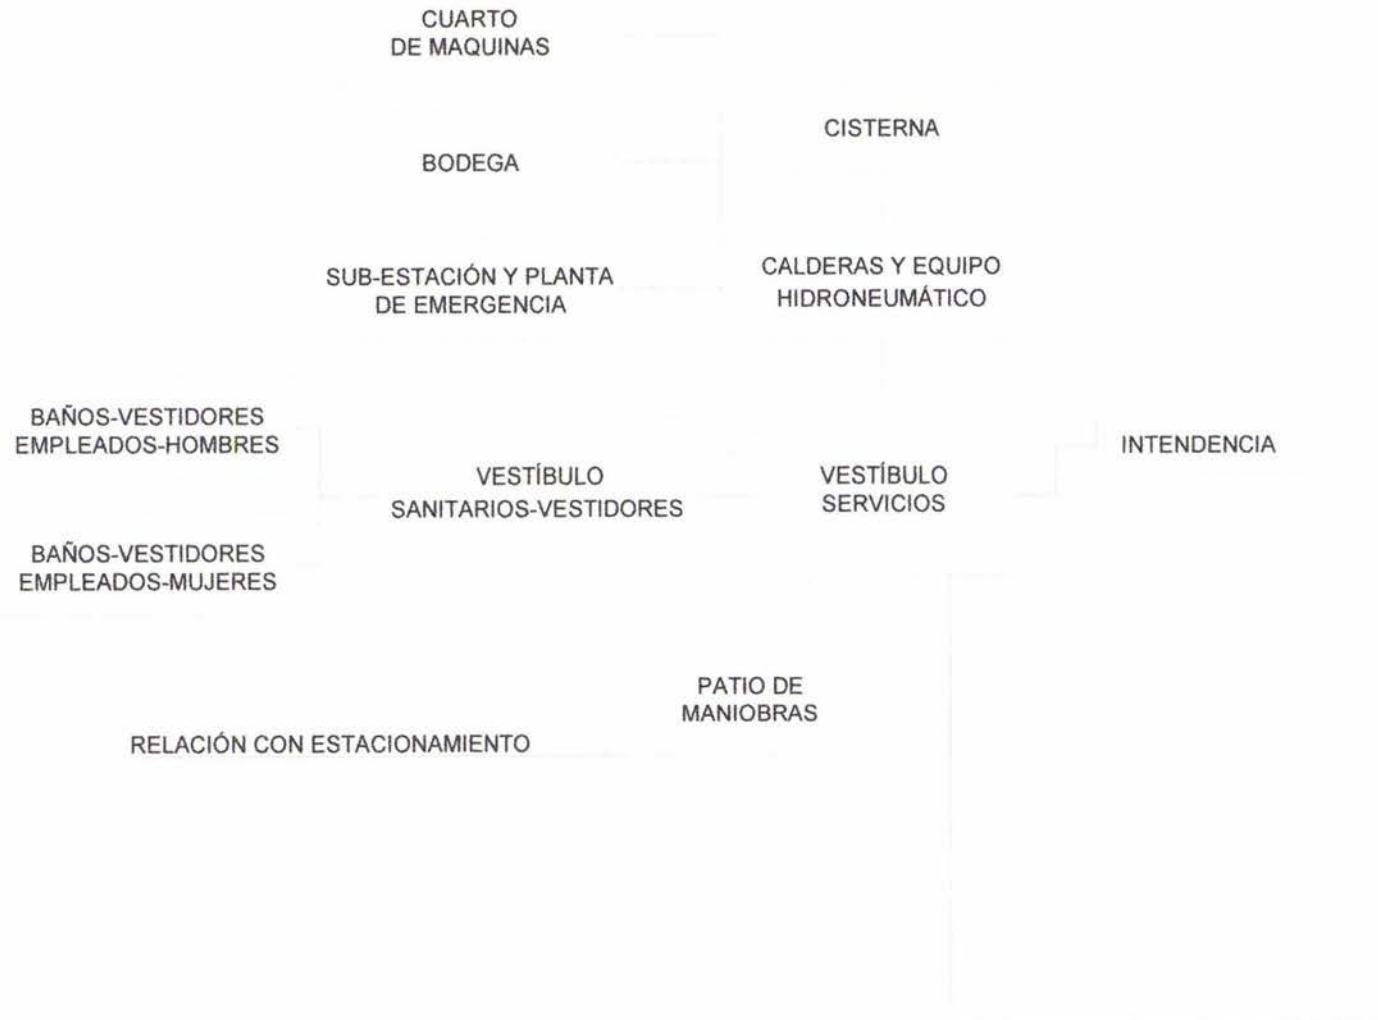 CUARTO
DE MAQUINAS
CISTERNA
BODEGA
SUB-ESTACIÓN Y PLANTA
DE EMERGENCIA
CALDERAS Y EQUIPO
HIDRONEUMÁTICO
BAÑOS-VESTIDORES
EMPLEADOS-HOMBRES
VESTÍBULO
SANITARIOS-VESTIDORES
VESTÍBULO
SERVICIOS
INTENDENCIA
BAÑOS-VESTIDORES
EMPLEADOS-MUJERES
PATIO DE
MANIOBRAS
RELACIÓN CON ESTACIONAMIENTO